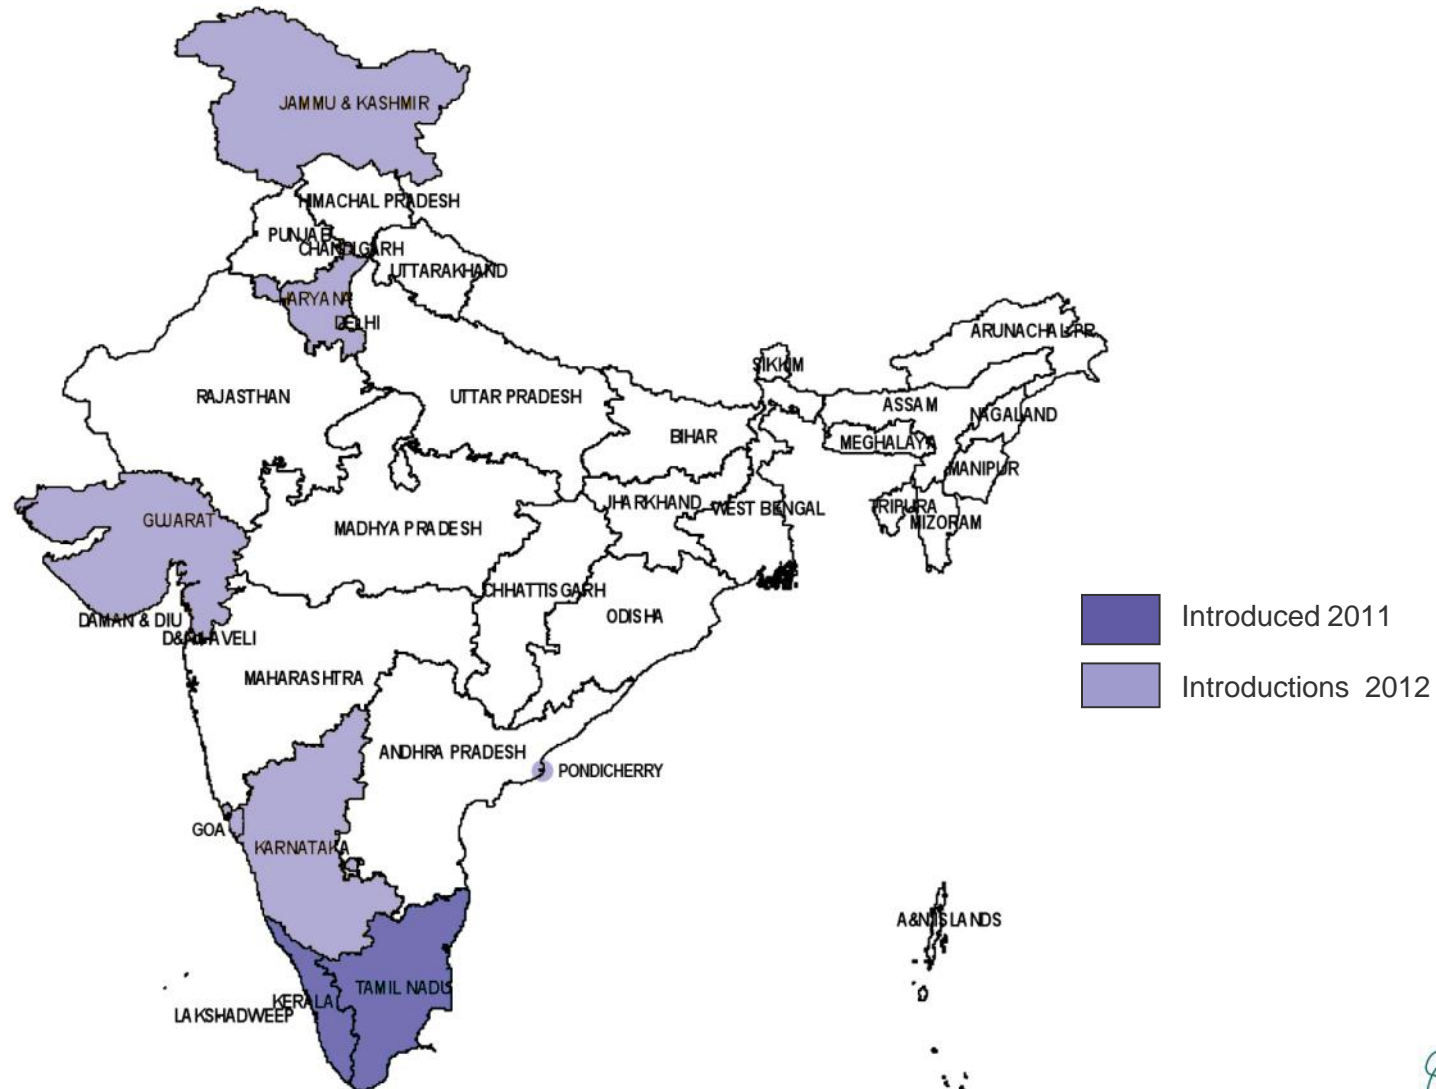 JAMMU & KASHMIR
HIMACHAL PRADESH
PUNJAB
CHANDIGARH
UTTARAKHAND
HARYANA
DELHI
ARUNACHAL PR.
SIKKIM
RAJASTHAN
UTTAR PRADESH
ASSAM
NAGALAND
BIHAR
MEGHALAYA
MANIPUR
JHARKHAND
WEST BENGAL
TRIPURA
MIZORAM
GUJARAT
MADHYA PRADESH
CHHATTISGARH
ODISHA
DAMAN & DIU
D&N HAVELI
MAHARASHTRA
Introduced 2011
Introductions 2012
ANDHRA PRADESH
PONDICHERRY
GOA
KARNATAKA
A&N ISLANDS
TAMIL NADU
KERALA
LAKSHADWEEP